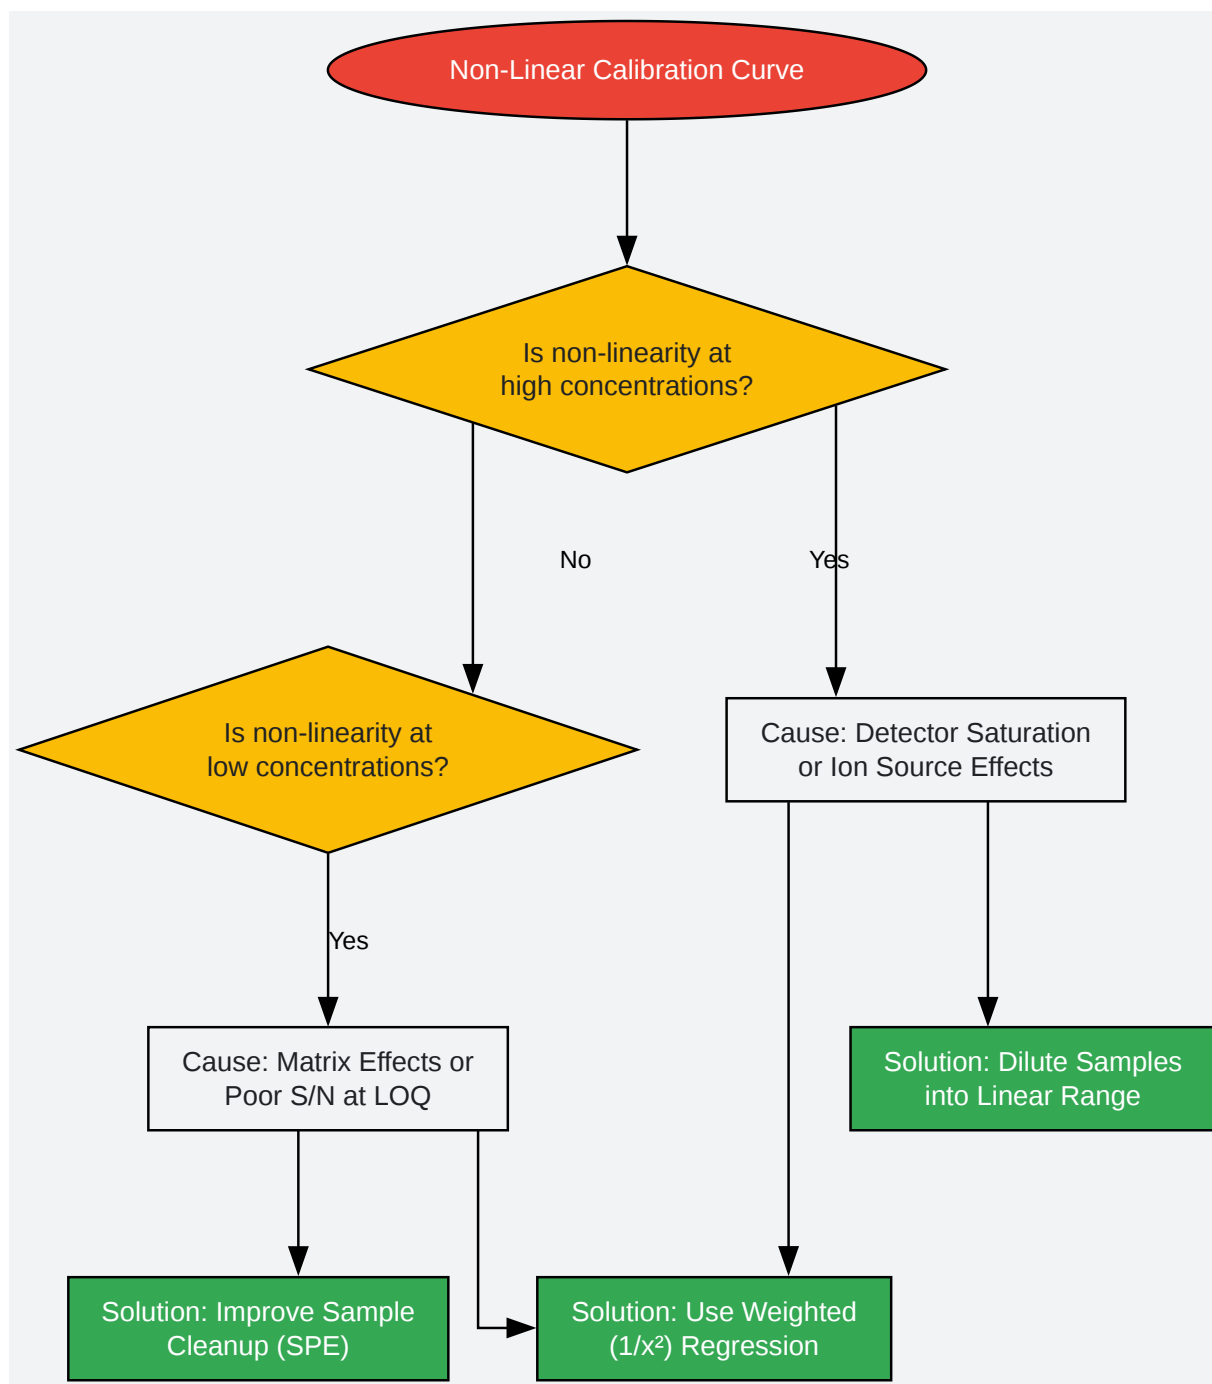 Non-Linear Calibration Curve
Is non-linearity at
high concentrations?
No
Yes
Is non-linearity at
low concentrations?
Cause: Detector Saturation
or Ion Source Effects
Yes
Cause: Matrix Effects or
Poor S/N at LOQ
Solution: Dilute Samples
into Linear Range
Solution: Improve Sample
Cleanup (SPE)
Solution: Use Weighted
(1/x²) Regression